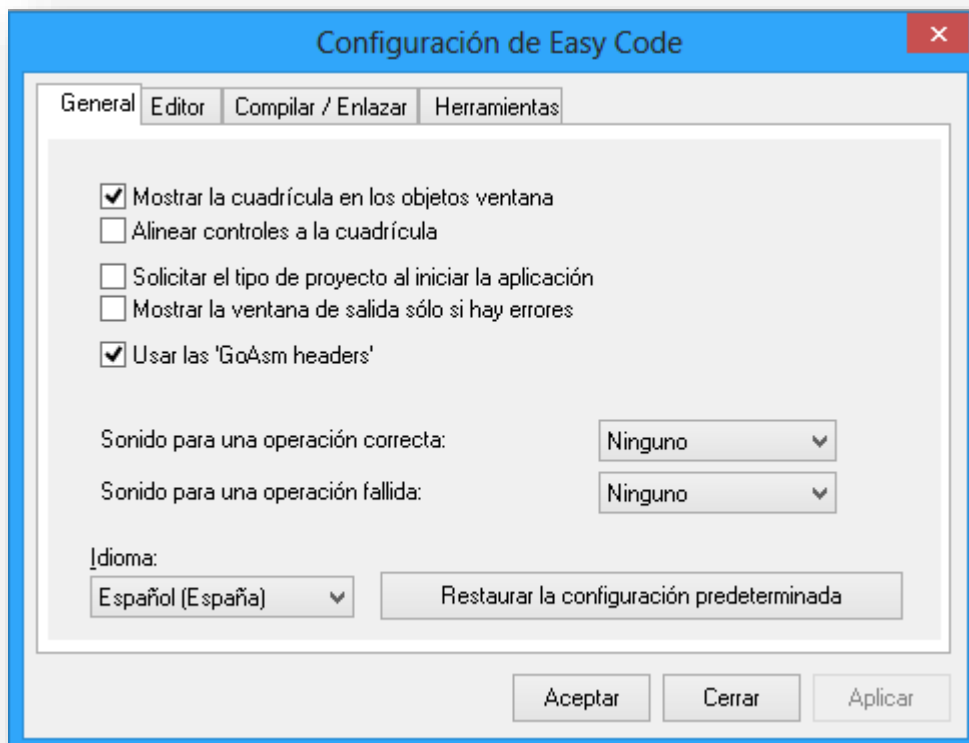 Configuración de Easy Code
General
Editor
Compilar / Enlazar
Herramientas
Mostrar la cuadrícula en los objetos ventana
Alinear controles a la cuadrícula
Solicitar el tipo de proyecto al iniciar la aplicación
Mostrar la ventana de salida sólo si hay errores
Usar las 'GoAsm headers'
Sonido para una operación correcta:
Ninguno
Sonido para una operación fallida:
Ninguno
Idioma:
Español (España)
Restaurar la configuración predeterminada
Aceptar
Cerrar
Aplicar